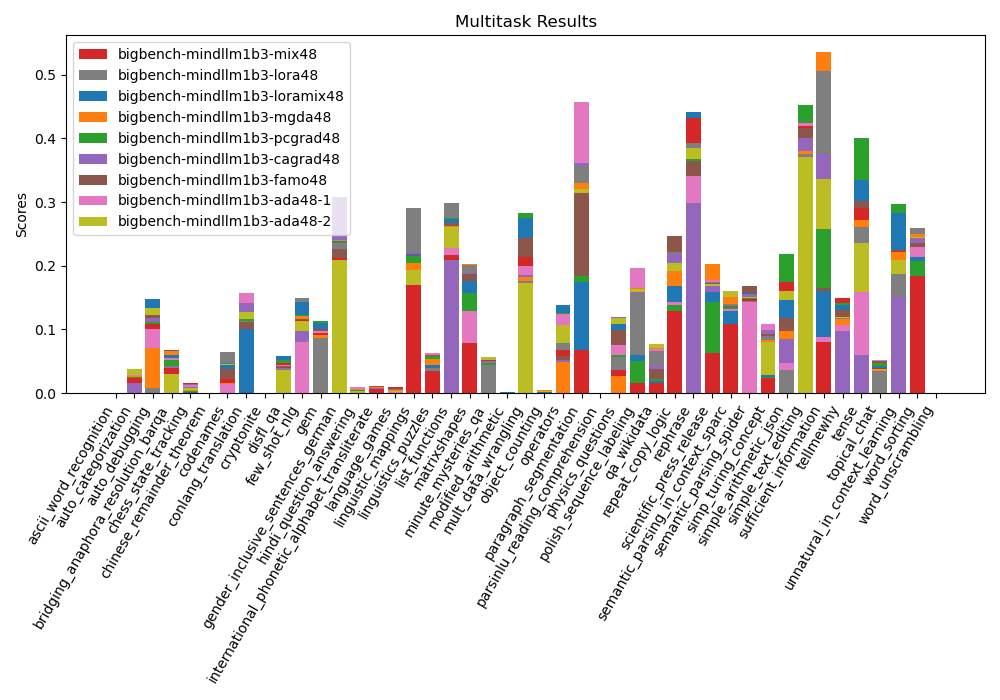 Multitask Results
bigbench-mindllm1b3-mix48
bigbench-mindllm1b3-lora48
bigbench-mindllm1b3-loramix48
bigbench-mindllm1b3-mgda48
bigbench-mindllm1b3-pcgrad48
bigbench-mindllm1b3-cagrad48
bigbench-mindllm1b3-famo48
bigbench-mindllm1b3-ada48-1
bigbench-mindllm1b3-ada48-2
Scores
0.5
0.4
0.3
0.2
0.1
0.0
ascii_word_recognition
auto_categorization
auto_debugging
bridging_anaphora_resolution_barqa
chess_state_tracking
chinese_remainder_theorem
codenames
conlang_translation
cryptonite
disfl_qa
few_shot_nlg
gem
gender_inclusive_sentences_german
hindi_question_answering
international_phonetic_alphabet_transliterate
language_games
linguistic_mappings
linguistics_puzzles
list_functions
matrixshapes
minute_mysteries_qa
modified_arithmetic
mult_data_wrangling
object_counting
operators
paragraph_segmentation
parsinlu_reading_comprehension
physics_questions
polish_sequence_labeling
qa_wikidata
repeat_copy_logic
rephrase
scientific_press_release
semantic_parsing_in_context_sparc
semantic_parsing_spider
simp_turing_concept
simple_arithmetic_json
simple_text_editing
sufficient_information
tellmewhy
tense
topical_chat
unnatural_in_context_learning
word_sorting
word_unscrambling